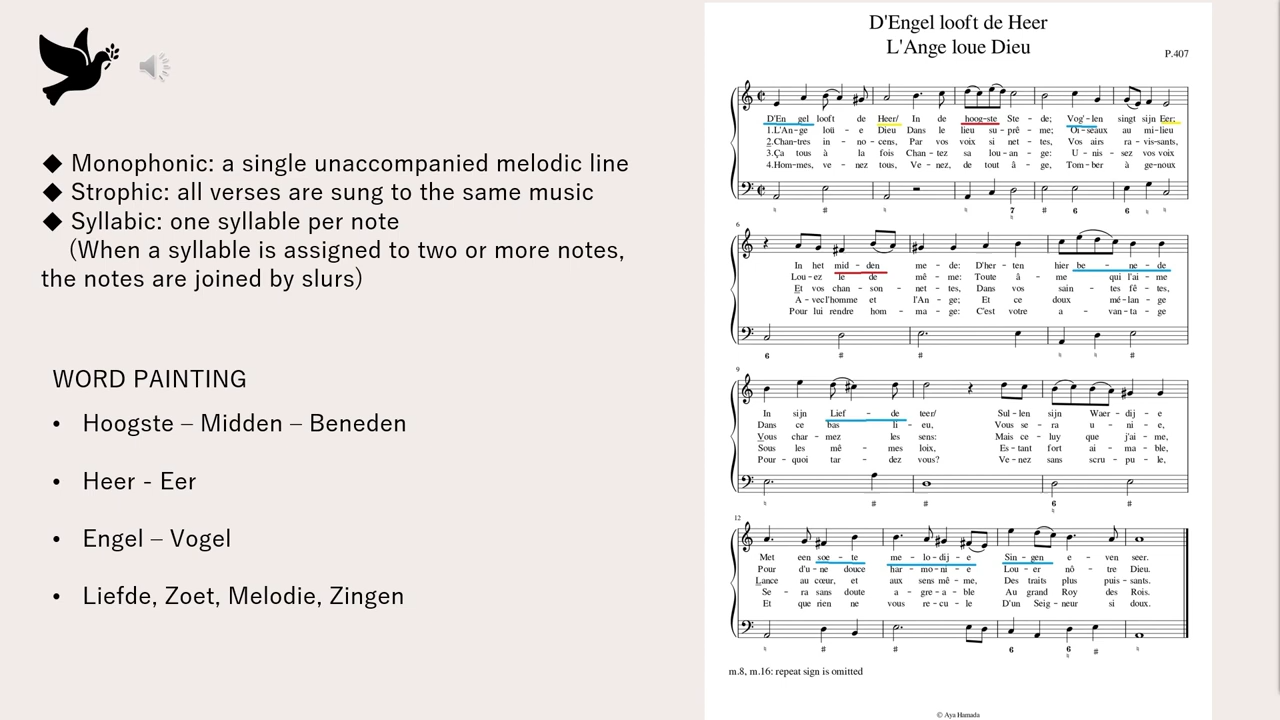 ◆ Monophonic: a single unaccompanied melodic line
◆ Strophic: all verses are sung to the same music
◆ Syllabic: one syllable per note
(When a syllable is assigned to two or more notes,
the notes are joined by slurs)
WORD PAINTING
• Hoogste – Midden – Beneden
• Heer - Eer
• Engel – Vogel
• Liefde, Zoet, Melodie, Zingen
D'Engel looft de Heer
L'Ange loue Dieu
P.407
D'En gel looft de Heer/ In de hoog-ste Ste - de; Vog'- len singt sijn Eer;
1.L'An-ge loü - e Dieu Dans le lieu su-prê - me; Oi-seaux au mi-lieu
2.Chan-tres in - no - cens, Par vos voix si net - tes, Vos airs ra - vis-sants,
3.Ça tous à la fois Chan-tez sa lou-an - ge: U - nis - sez vos voix
4.Hom-mes, ve - nez tous, Ve - nez, de tout â - ge, Tom-ber à ge-noux
7 # 6 6
6
In het mid - den me - de: D'her - ten hier be - ne - de
Lou-ez le de mê - me: Toute â - me qui l'ai - me
Et vos chan - son - net - tes, Dans vos sain - tes fê - tes,
A - vecl'homme et l'An - ge; Et ce doux mé-lan - ge
Pour lui rendre hom - ma - ge: C'est votre a - van-ta - ge
6 # # #
9
In sijn Lief - de teer/ Sul-len sijn Waer-dij - e
Dans ce bas li - eu, Vous se - ra u - ni - e,
Vous char - mez les sens: Mais ce - luy que j'ai - me,
Sous les mê - mes loix, Es-tant fort ai - ma - ble,
Pour - quoi tar - dez vous? Ve - nez sans scru - pu - le,
# # 6 #
12
Met een soe - te me - lo-dij - e Sin - gen e - ven seer.
Pour d'u - ne douce har-mo-ni - e Lou - er nô - tre Dieu.
Lance au cœur, et aux sens mê - me, Des traits plus puis-sants.
Se - ra sans doute a - gre - a - ble Au grand Roy des Rois.
Et que rien ne vous re - cu - le D'un Seig-neur si doux.
# # 6 6 #
m.8, m.16: repeat sign is omitted
© Aya Hamada